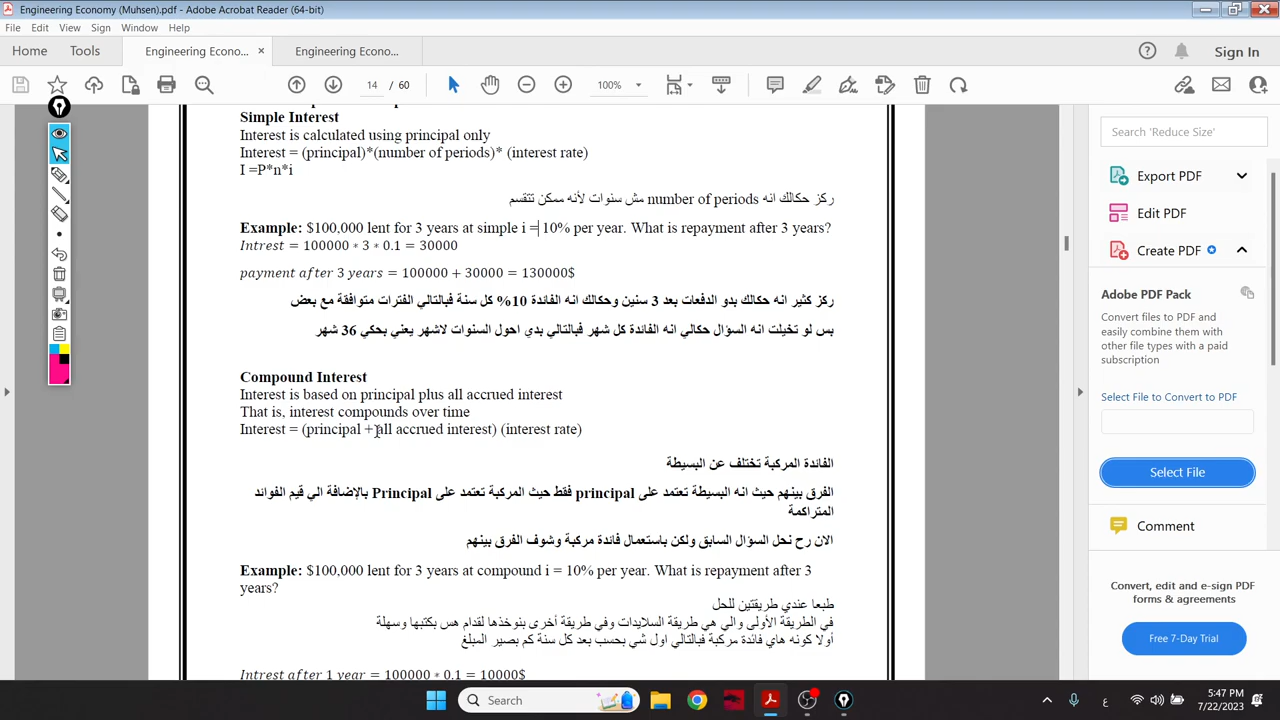 Engineering Economy (Muhsen).pdf - Adobe Acrobat Reader (64-bit)
File Edit View Sign Window Help
Home Tools Engineering Econo... × Engineering Econo... Sign In
14 / 60 100%
Simple Interest
Interest is calculated using principal only
Interest = (principal)*(number of periods)* (interest rate)
I =P*n*i
ركز حكالك انه number of periods مش سنوات لأنه ممكن تتقسم
Example: $100,000 lent for 3 years at simple i = 10% per year. What is repayment after 3 years?
Intrest = 100000 ∗ 3 ∗ 0.1 = 30000
payment after 3 years = 100000 + 30000 = 130000$
ركز كثير انه حكالك بدو الدفعات بعد 3 سنين وحكالك انه الفائدة 10% كل سنة فبالتالي الفترات متوافقة مع بعض
بس لو تخيلت انه السؤال حكالي انه الفائدة كل شهر فبالتالي بدي احول السنوات لاشهر يعني بحكي 36 شهر
Compound Interest
Interest is based on principal plus all accrued interest
That is, interest compounds over time
Interest = (principal + all accrued interest) (interest rate)
الفائدة المركبة تختلف عن البسيطة
الفرق بينهم حيث انه البسيطة تعتمد على principal فقط حيث المركبة تعتمد على Principal بالإضافة الي قيم الفوائد
المتراكمة
الان رح نحل السؤال السابق ولكن باستعمال فائدة مركبة وشوف الفرق بينهم
Example: $100,000 lent for 3 years at compound i = 10% per year. What is repayment after 3
years?
طبعا عندي طريقتين للحل
في الطريقة الأولى والي هي طريقة السلايدات وفي طريقة أخرى بنوخذها لقدام هس بكتبها وسهلة
أولا كونه هاي فائدة مركبة فبالتالي اول شي بحسب بعد كل سنة كم بصير المبلغ
Intrest after 1 year = 100000 ∗ 0.1 = 10000$
Search 'Reduce Size'
Export PDF
Edit PDF
Create PDF
Adobe PDF Pack
Convert files to PDF and
easily combine them with
other file types with a paid
subscription
Select File to Convert to PDF
Select File
Comment
Convert, edit and e-sign PDF
forms & agreements
Free 7-Day Trial
Search
ع
5:47 PM
7/22/2023